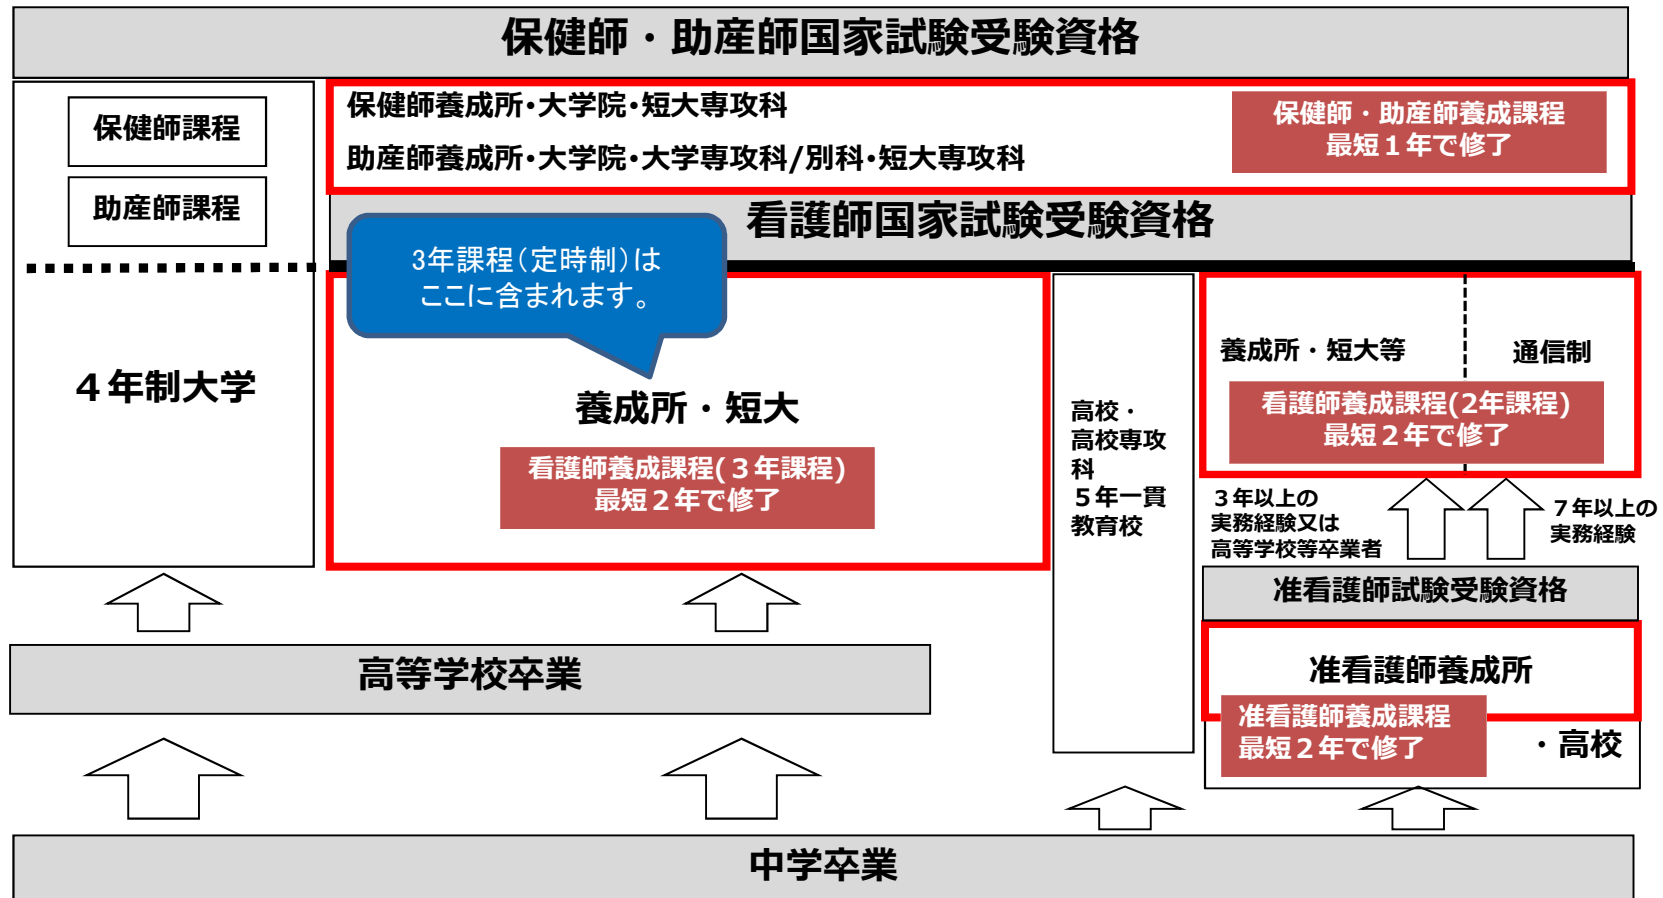 保健師・助産師国家試験受験資格
保健師課程
助産師課程
保健師養成所・大学院・短大専攻科
助産師養成所・大学院・大学専攻科/別科・短大専攻科
保健師・助産師養成課程
最短１年で修了
看護師国家試験受験資格
3年課程（定時制）は
ここに含まれます。
４年制大学
養成所・短大
看護師養成課程(３年課程)
最短２年で修了
高校・
高校専攻
科
５年一貫
教育校
養成所・短大等
通信制
看護師養成課程(2年課程)
最短２年で修了
３年以上の
実務経験又は
高等学校等卒業者
７年以上の
実務経験
准看護師試験受験資格
准看護師養成所
准看護師養成課程
最短２年で修了
・高校
高等学校卒業
中学卒業